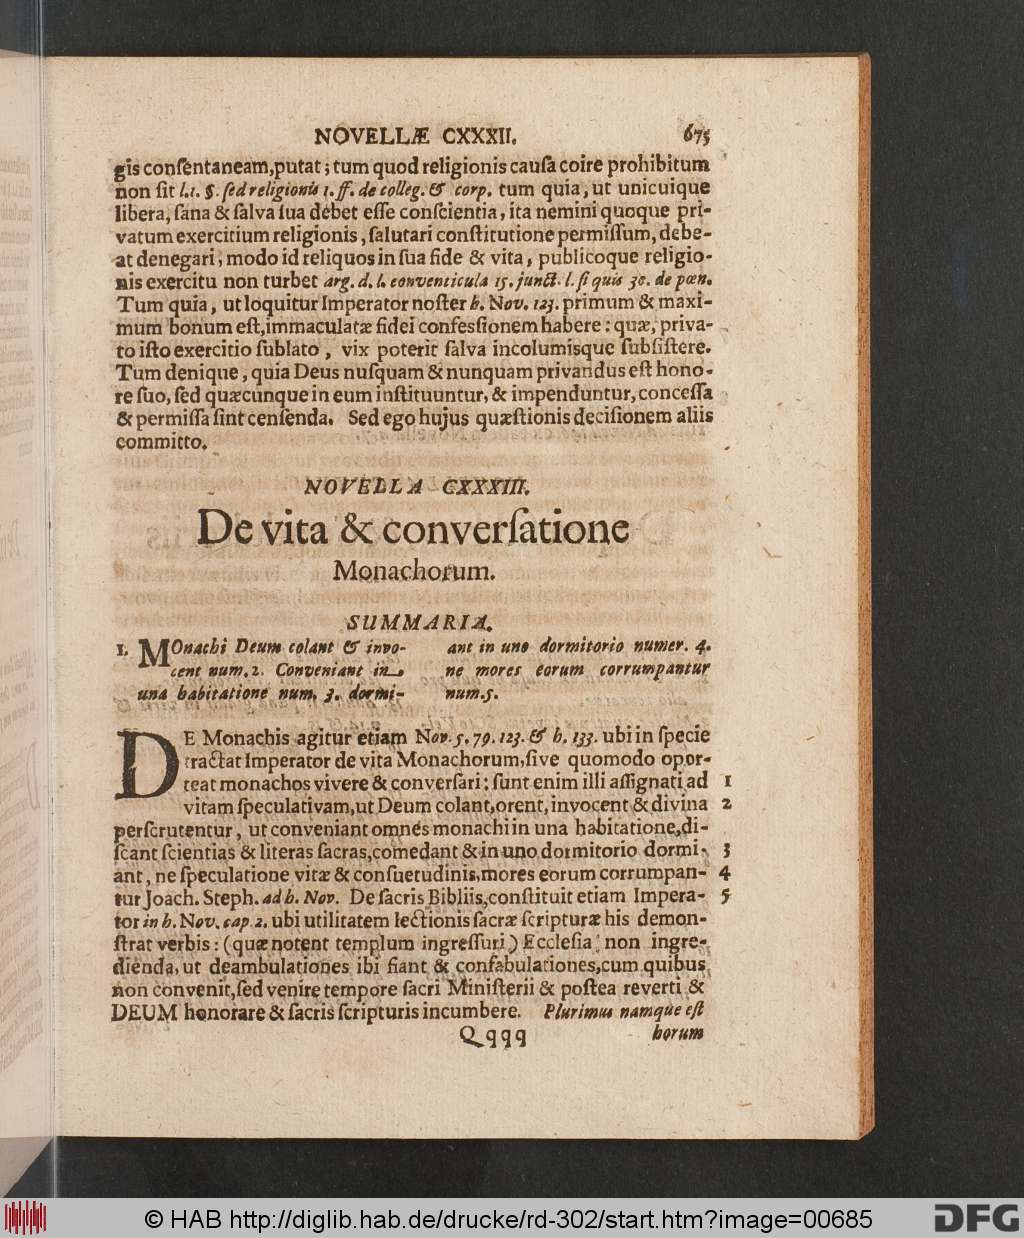 NOVELLÆ CXXXII. 675
gis conſentaneam, putat; tum quod religionis cauſa coire prohibitum
non ſit l.1. §. ſed religionis 1. ff. de colleg. & corp. tum quia, ut unicuique
libera, ſana & ſalva ſua debet eſſe conſcientia, ita nemini quoque pri-
vatum exercitium religionis, ſalutari conſtitutione permiſſum, debe-
at denegari; modo id reliquos in ſua fide & vita, publicoque religio-
nis exercitu non turbet arg. d. l. conventicula 15. junct. l. ſi quis 30. de pœn.
Tum quia, ut loquitur Imperator noſter h. Nov. 123. primum & maxi-
mum bonum eſt, immaculatæ fidei confeſſionem habere: quæ, priva-
to iſto exercitio ſublato, vix poterit ſalva incolumisque ſubſiſtere.
Tum denique, quia Deus nuſquam & nunquam privandus eſt hono-
re ſuo, ſed quæcunque in eum inſtituuntur, & impenduntur, conceſſa
& permiſſa ſint cenſenda. Sed ego hujus quæſtionis deciſionem aliis
committo.
NOVELLA CXXXIII.
De vita & converſatione
Monachorum.
SUMMARIA.
1. MOnachi Deum colant & invo-
cent num. 2. Conveniant in
una habitatione num. 3. dormi-
ant in uno dormitorio numer. 4.
ne mores eorum corrumpantur
num. 5.
DE Monachis agitur etiam Nov. 5. 79. 123. & h. 133. ubi in ſpecie
tractat Imperator de vita Monachorum, ſive quomodo opor-
teat monachos vivere & converſari: ſunt enim illi aſſignati ad 1
vitam ſpeculativam, ut Deum colant, orent, invocent & divina 2
perſcrutentur, ut conveniant omnes monachi in una habitatione, di-
ſcant ſcientias & literas ſacras, comedant & in uno dormitorio dormi- 3
ant, ne ſpeculatione vitæ & conſuetudinis, mores eorum corrumpan- 4
tur Joach. Steph. ad h. Nov. De ſacris Bibliis, conſtituit etiam Impera- 5
tor in h. Nov. cap 2. ubi utilitatem lectionis ſacræ ſcripturæ his demon-
ſtrat verbis: (quæ notent templum ingreſſuri) Eccleſia non ingre-
dienda, ut deambulationes ibi fiant & confabulationes, cum quibus
non convenit, ſed venire tempore ſacri Miniſterii & poſtea reverti &
DEUM honorare & ſacris ſcripturis incumbere. Plurimus namque eſt
Qqqq horum
© HAB http://diglib.hab.de/drucke/rd-302/start.htm?image=00685
DFG